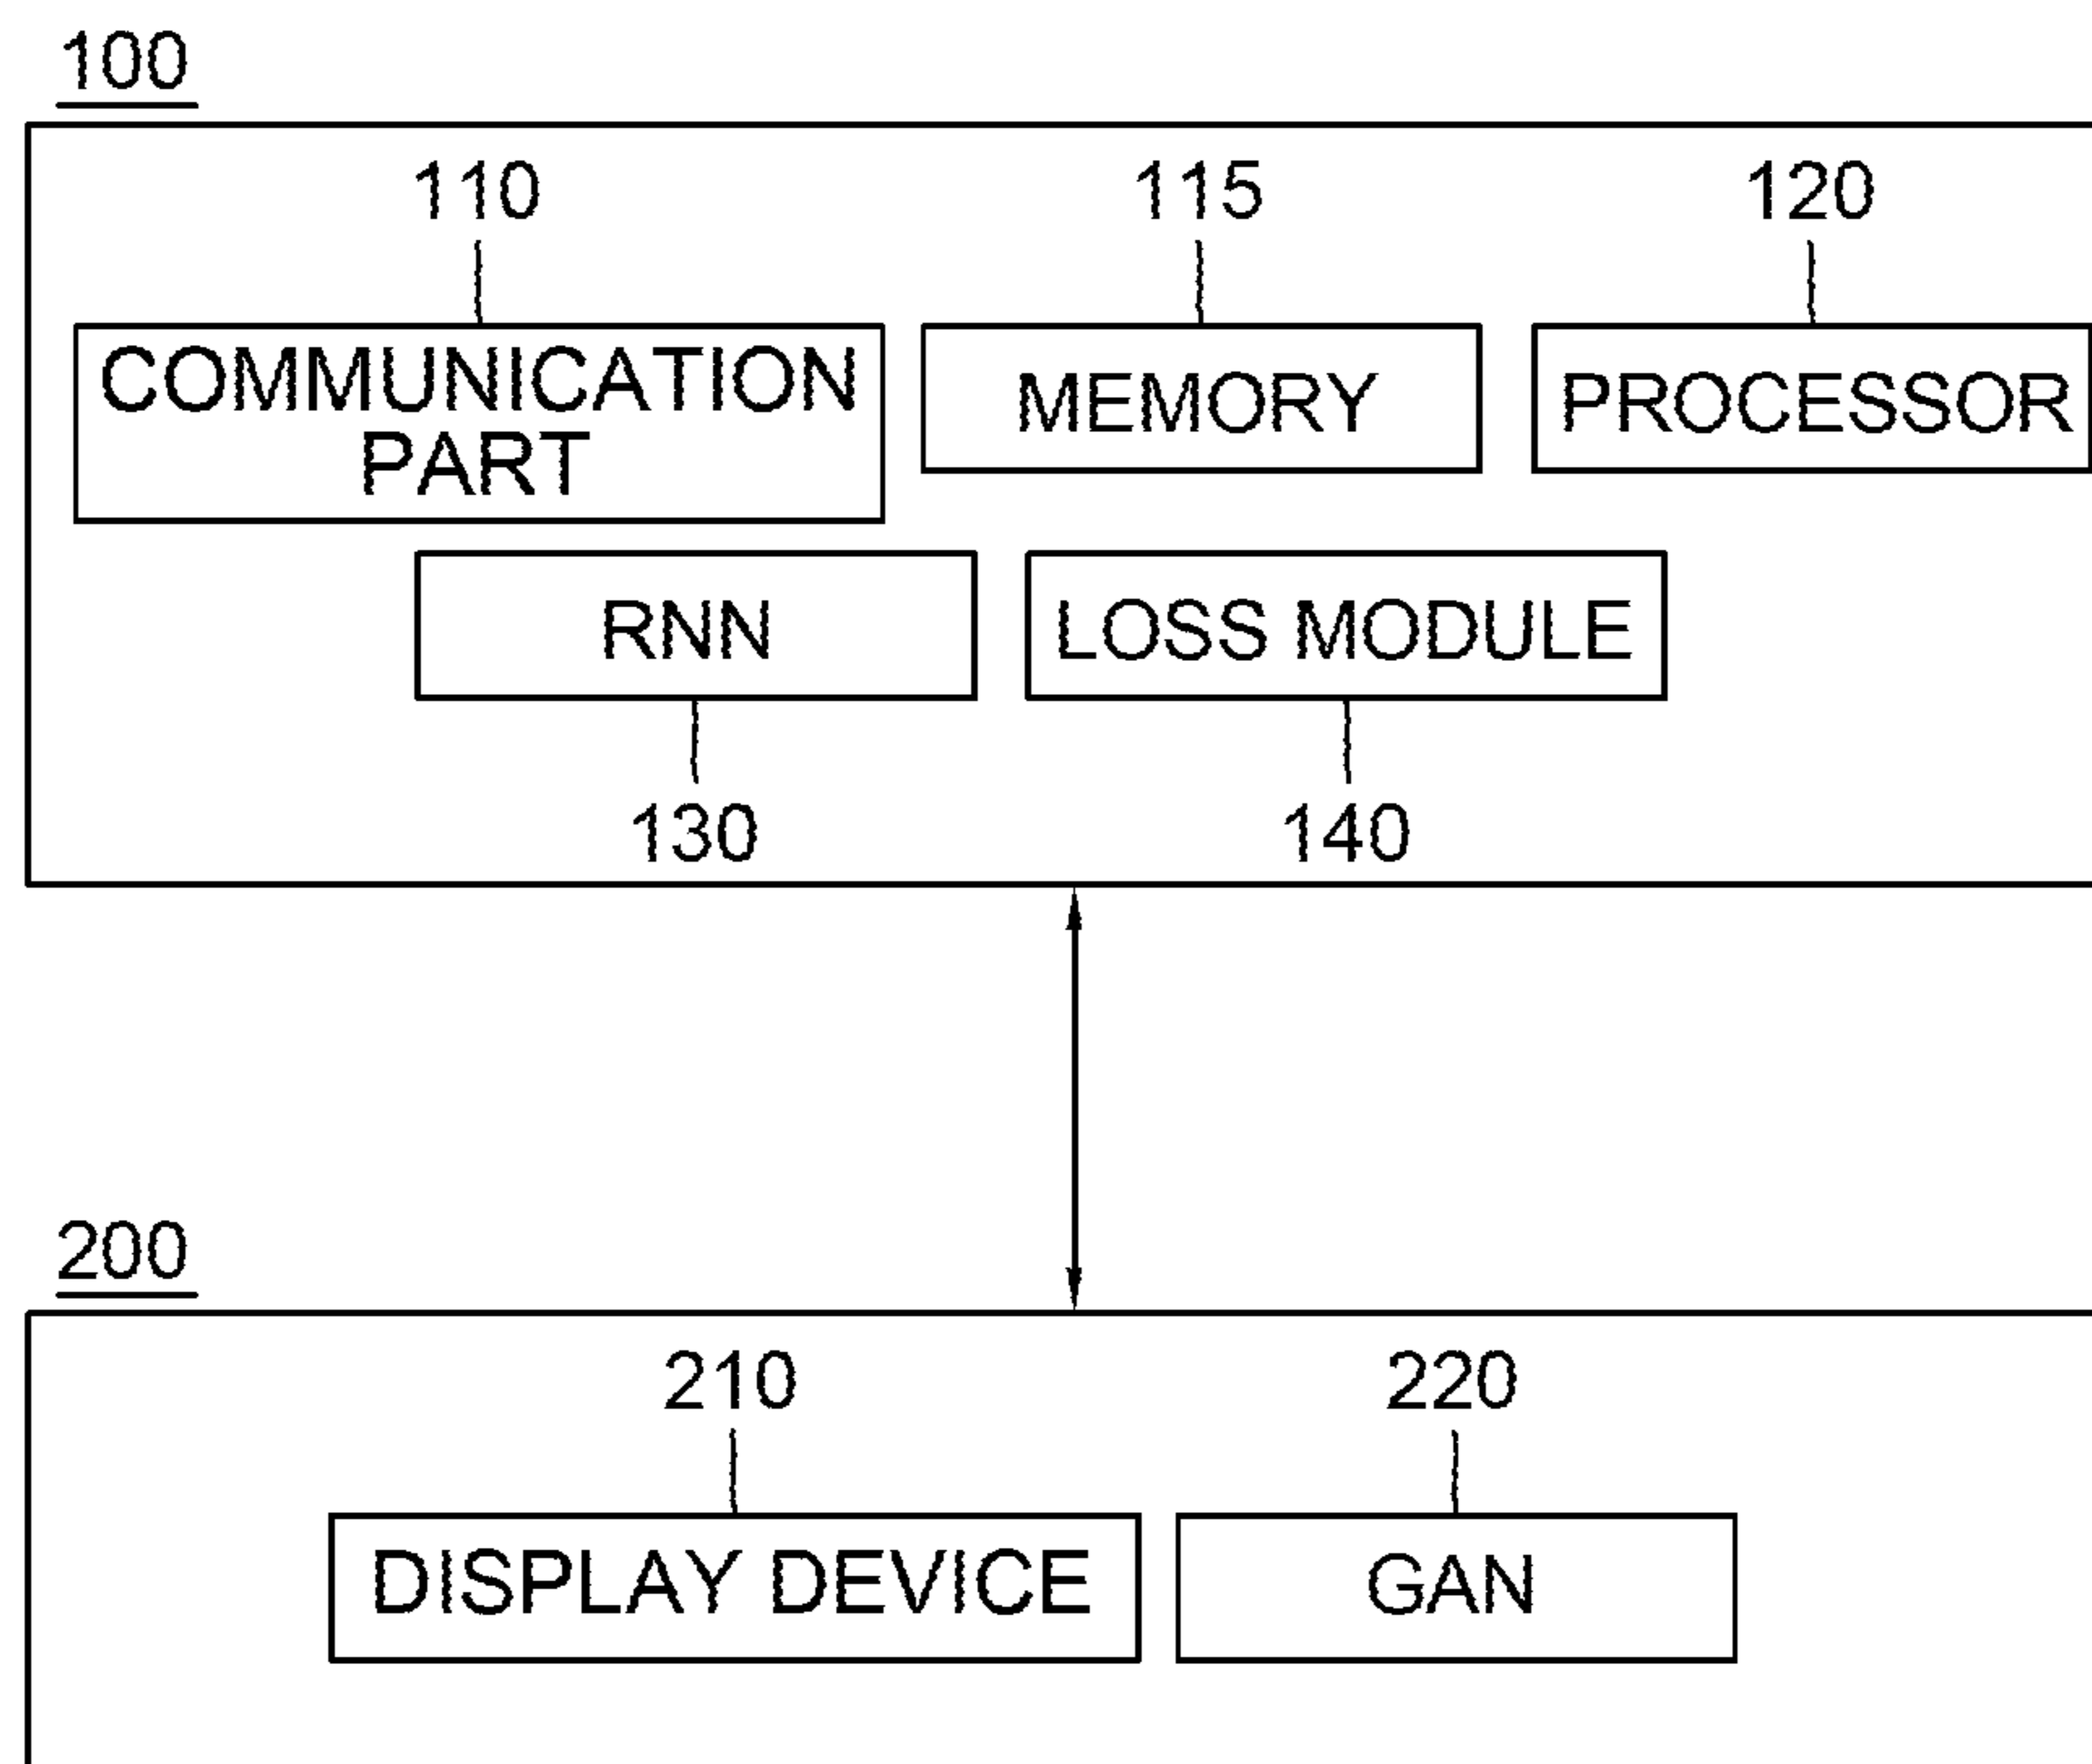 100
110 115 120
COMMUNICATION
PART
MEMORY
PROCESSOR
RNN
LOSS MODULE
130 140
200
210 220
DISPLAY DEVICE
GAN